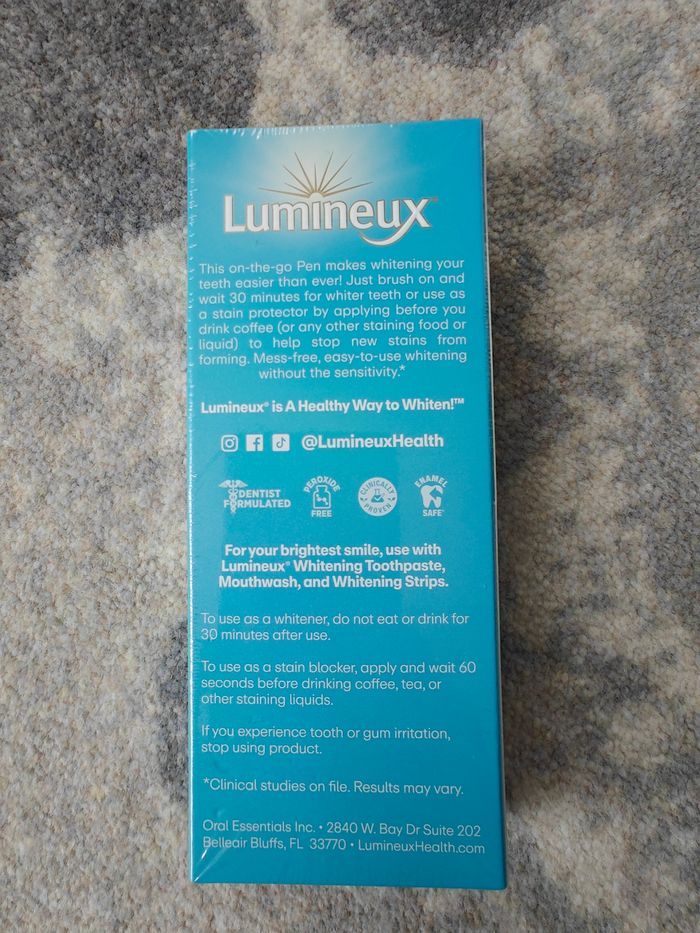 Lumineux™
This on-the-go Pen makes whitening your
teeth easier than ever! Just brush on and
wait 30 minutes for whiter teeth or use as
a stain protector by applying before you
drink coffee (or any other staining food or
liquid) to help stop new stains from
forming. Mess-free, easy-to-use whitening
without the sensitivity.*
Lumineux® is A Healthy Way to Whiten!™
@LumineuxHealth
DENTIST
FORMULATED
PEROXIDE
FREE
CLINICALLY
PROVEN
ENAMEL
SAFE
For your brightest smile, use with
Lumineux® Whitening Toothpaste,
Mouthwash, and Whitening Strips.
To use as a whitener, do not eat or drink for
30 minutes after use.
To use as a stain blocker, apply and wait 60
seconds before drinking coffee, tea, or
other staining liquids.
If you experience tooth or gum irritation,
stop using product.
*Clinical studies on file. Results may vary.
Oral Essentials Inc. • 2840 W. Bay Dr Suite 202
Belleair Bluffs, FL 33770 • LumineuxHealth.com